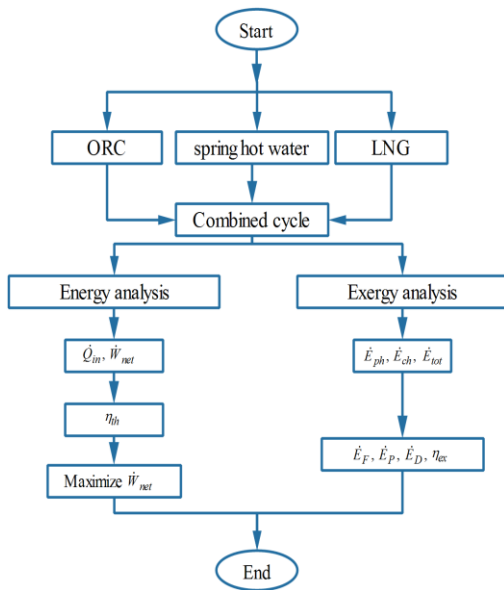 Start
ORC
spring hot water
LNG
Combined cycle
Energy analysis
Exergy analysis
Q̇in, Ẇnet
Ėph, Ėch, Ėtot
ηth
ĖF, ĖP, ĖD, ηex
Maximize Ẇnet
End